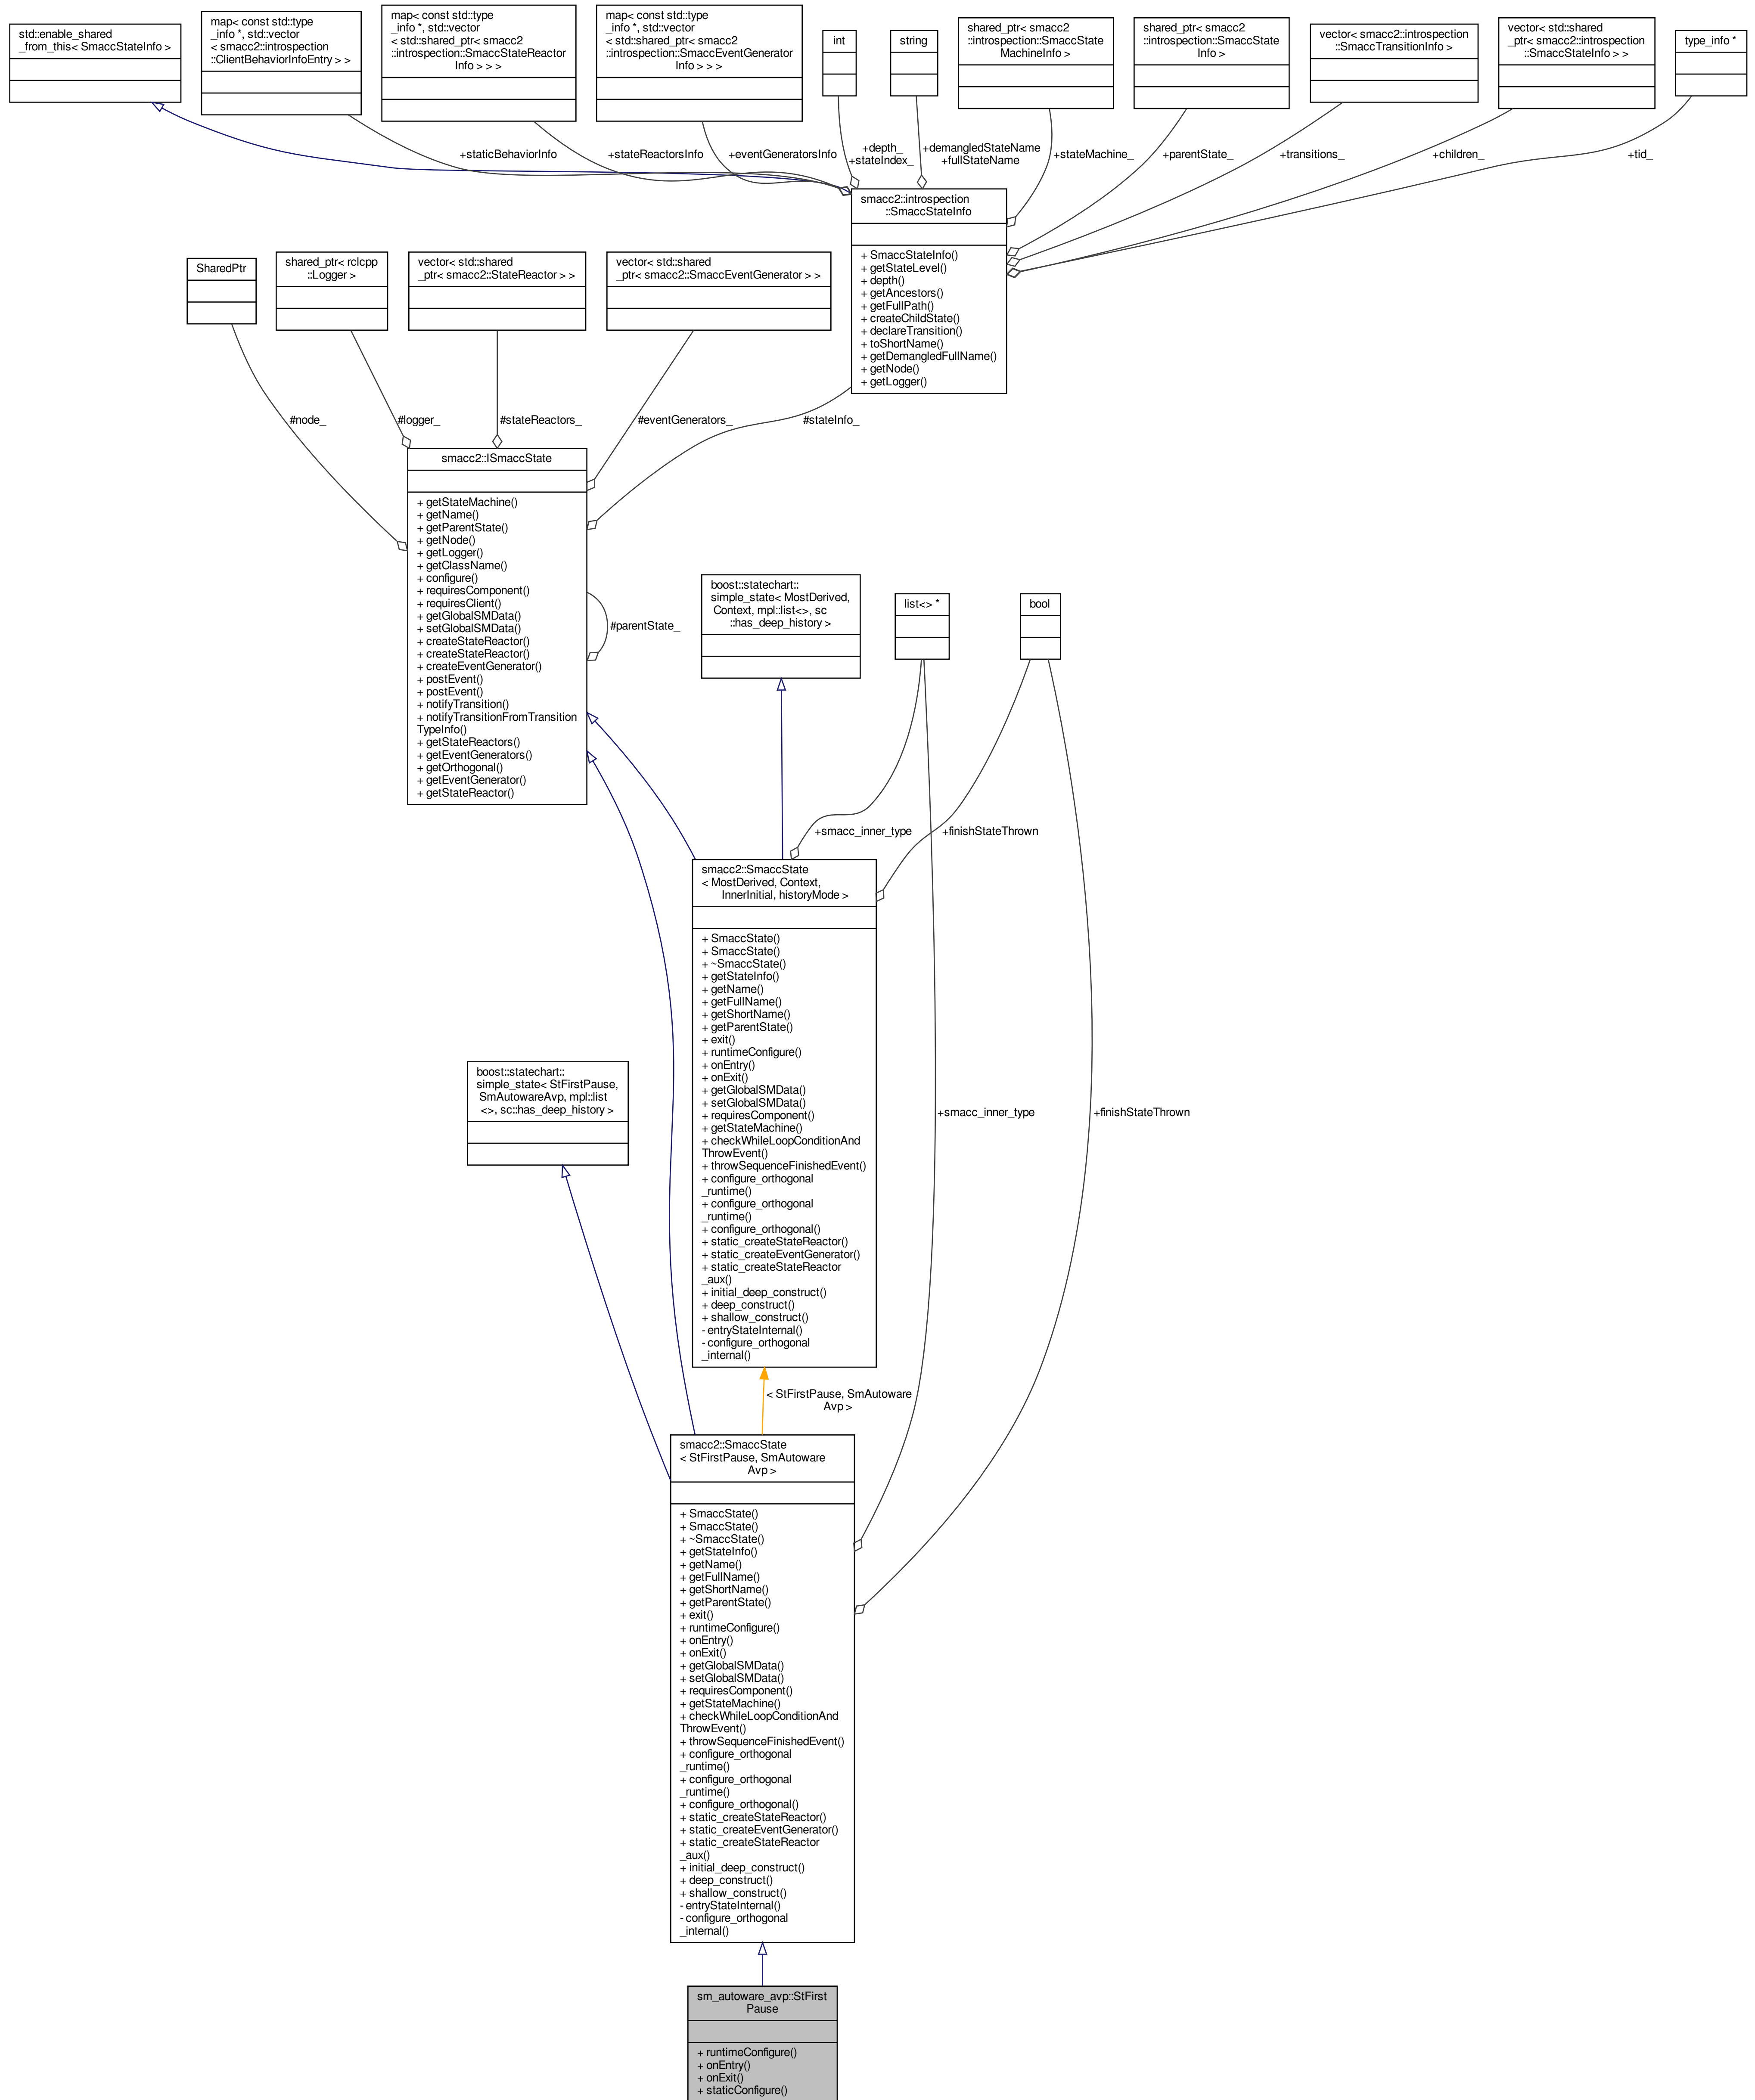 std::enable_shared
_from_this< SmaccStateInfo >
map< const std::type
_info *, std::vector
< smacc2::introspection
::ClientBehaviorInfoEntry > >
map< const std::type
_info *, std::vector
< std::shared_ptr< smacc2
::introspection::SmaccStateReactor
Info > > >
map< const std::type
_info *, std::vector
< std::shared_ptr< smacc2
::introspection::SmaccEventGenerator
Info > > >
int
string
shared_ptr< smacc2
::introspection::SmaccState
MachineInfo >
shared_ptr< smacc2
::introspection::SmaccState
Info >
vector< smacc2::introspection
::SmaccTransitionInfo >
vector< std::shared
_ptr< smacc2::introspection
::SmaccStateInfo > >
type_info *
+staticBehaviorInfo
+stateReactorsInfo
+eventGeneratorsInfo
+depth_
+stateIndex_
+demangledStateName
+fullStateName
+stateMachine_
+parentState_
+transitions_
+children_
+tid_
smacc2::introspection
::SmaccStateInfo
+ SmaccStateInfo()
+ getStateLevel()
+ depth()
+ getAncestors()
+ getFullPath()
+ createChildState()
+ declareTransition()
+ toShortName()
+ getDemangledFullName()
+ getNode()
+ getLogger()
SharedPtr
shared_ptr< rclcpp
::Logger >
vector< std::shared
_ptr< smacc2::StateReactor > >
vector< std::shared
_ptr< smacc2::SmaccEventGenerator > >
#node_
#logger_
#stateReactors_
#eventGenerators_
#stateInfo_
smacc2::ISmaccState
+ getStateMachine()
+ getName()
+ getParentState()
+ getNode()
+ getLogger()
+ getClassName()
+ configure()
+ requiresComponent()
+ requiresClient()
+ getGlobalSMData()
+ setGlobalSMData()
+ createStateReactor()
+ createStateReactor()
+ createEventGenerator()
+ postEvent()
+ postEvent()
+ notifyTransition()
+ notifyTransitionFromTransition
TypeInfo()
+ getStateReactors()
+ getEventGenerators()
+ getOrthogonal()
+ getEventGenerator()
+ getStateReactor()
#parentState_
boost::statechart::
simple_state< MostDerived,
Context, mpl::list<>, sc
::has_deep_history >
list<> *
bool
+smacc_inner_type
+finishStateThrown
smacc2::SmaccState
< MostDerived, Context,
InnerInitial, historyMode >
+ SmaccState()
+ SmaccState()
+ ~SmaccState()
+ getStateInfo()
+ getName()
+ getFullName()
+ getShortName()
+ getParentState()
+ exit()
+ runtimeConfigure()
+ onEntry()
+ onExit()
+ getGlobalSMData()
+ setGlobalSMData()
+ requiresComponent()
+ getStateMachine()
+ checkWhileLoopConditionAnd
ThrowEvent()
+ throwSequenceFinishedEvent()
+ configure_orthogonal
_runtime()
+ configure_orthogonal
_runtime()
+ configure_orthogonal()
+ static_createStateReactor()
+ static_createEventGenerator()
+ static_createStateReactor
_aux()
+ initial_deep_construct()
+ deep_construct()
+ shallow_construct()
- entryStateInternal()
- configure_orthogonal
_internal()
boost::statechart::
simple_state< StFirstPause,
SmAutowareAvp, mpl::list
<>, sc::has_deep_history >
+smacc_inner_type
+finishStateThrown
< StFirstPause, SmAutoware
Avp >
smacc2::SmaccState
< StFirstPause, SmAutoware
Avp >
+ SmaccState()
+ SmaccState()
+ ~SmaccState()
+ getStateInfo()
+ getName()
+ getFullName()
+ getShortName()
+ getParentState()
+ exit()
+ runtimeConfigure()
+ onEntry()
+ onExit()
+ getGlobalSMData()
+ setGlobalSMData()
+ requiresComponent()
+ getStateMachine()
+ checkWhileLoopConditionAnd
ThrowEvent()
+ throwSequenceFinishedEvent()
+ configure_orthogonal
_runtime()
+ configure_orthogonal
_runtime()
+ configure_orthogonal()
+ static_createStateReactor()
+ static_createEventGenerator()
+ static_createStateReactor
_aux()
+ initial_deep_construct()
+ deep_construct()
+ shallow_construct()
- entryStateInternal()
- configure_orthogonal
_internal()
sm_autoware_avp::StFirst
Pause
+ runtimeConfigure()
+ onEntry()
+ onExit()
+ staticConfigure()